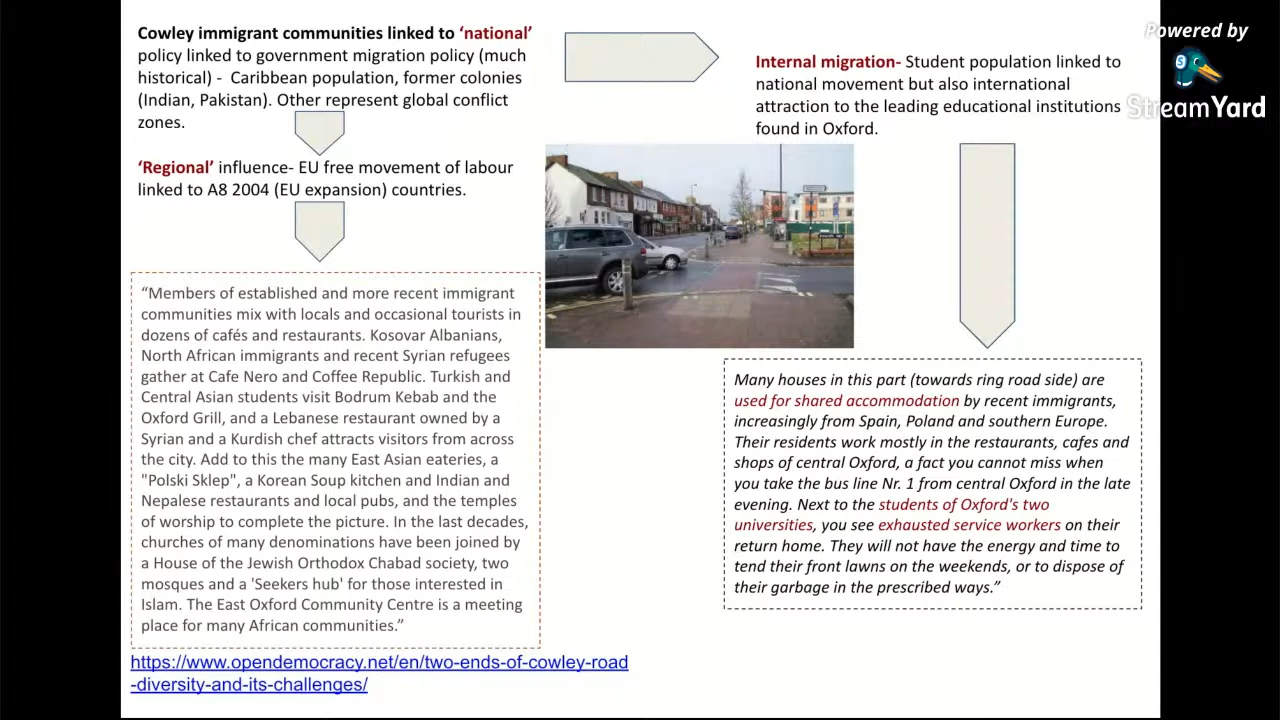 Cowley immigrant communities linked to ‘national’
policy linked to government migration policy (much
historical) - Caribbean population, former colonies
(Indian, Pakistan). Other represent global conflict
zones.
‘Regional’ influence- EU free movement of labour
linked to A8 2004 (EU expansion) countries.
“Members of established and more recent immigrant
communities mix with locals and occasional tourists in
dozens of cafés and restaurants. Kosovar Albanians,
North African immigrants and recent Syrian refugees
gather at Cafe Nero and Coffee Republic. Turkish and
Central Asian students visit Bodrum Kebab and the
Oxford Grill, and a Lebanese restaurant owned by a
Syrian and a Kurdish chef attracts visitors from across
the city. Add to this the many East Asian eateries, a
"Polski Sklep", a Korean Soup kitchen and Indian and
Nepalese restaurants and local pubs, and the temples
of worship to complete the picture. In the last decades,
churches of many denominations have been joined by
a House of the Jewish Orthodox Chabad society, two
mosques and a 'Seekers hub' for those interested in
Islam. The East Oxford Community Centre is a meeting
place for many African communities.”
https://www.opendemocracy.net/en/two-ends-of-cowley-road
-diversity-and-its-challenges/
Internal migration- Student population linked to
national movement but also international
attraction to the leading educational institutions
found in Oxford.
Many houses in this part (towards ring road side) are
used for shared accommodation by recent immigrants,
increasingly from Spain, Poland and southern Europe.
Their residents work mostly in the restaurants, cafes and
shops of central Oxford, a fact you cannot miss when
you take the bus line Nr. 1 from central Oxford in the late
evening. Next to the students of Oxford's two
universities, you see exhausted service workers on their
return home. They will not have the energy and time to
tend their front lawns on the weekends, or to dispose of
their garbage in the prescribed ways.”
Powered by
S
StreamYard